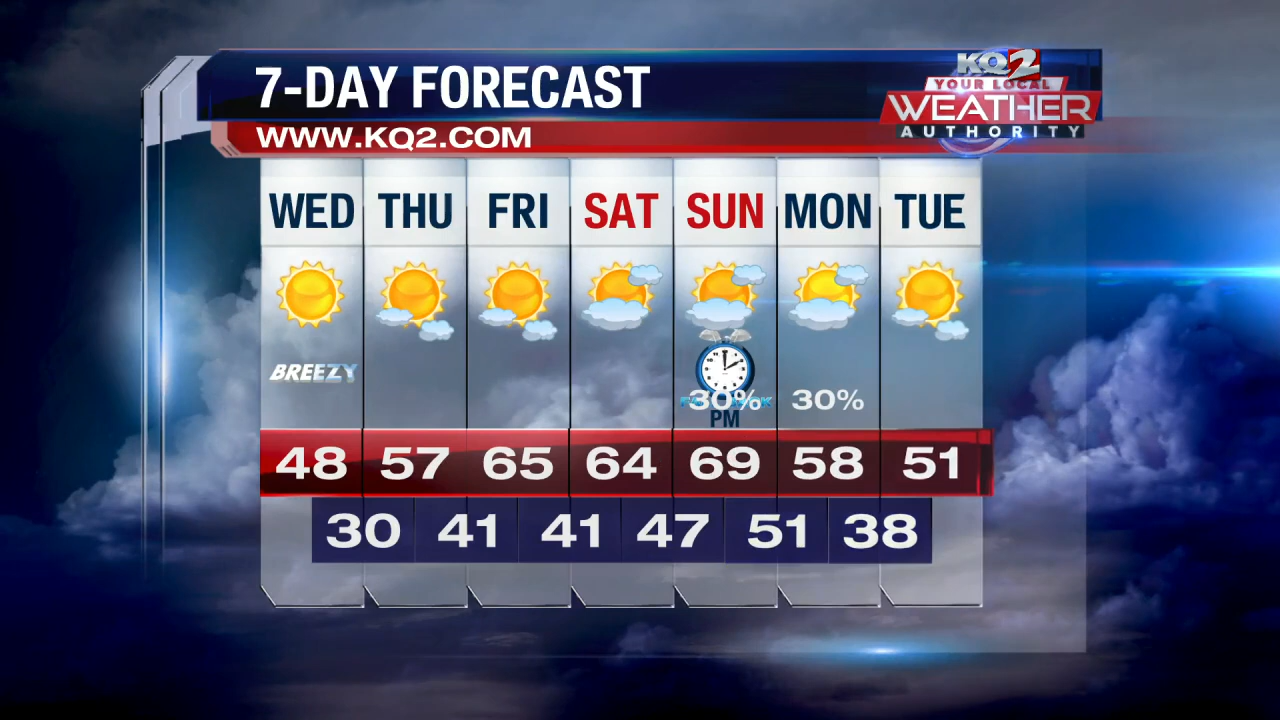 7-DAY FORECAST
WWW.KQ2.COM
KQ2
YOUR LOCAL
WEATHER
AUTHORITY
WED THU FRI SAT SUN MON TUE
BREEZY
30% 30%
PM
48 57 65 64 69 58 51
30 41 41 47 51 38